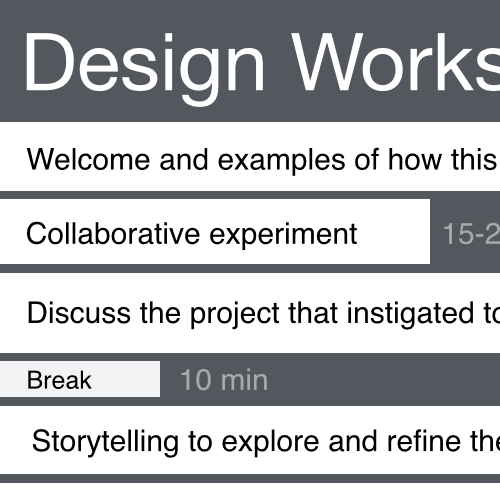 Design Works
Welcome and examples of how this
Collaborative experiment 15-2
Discuss the project that instigated to
Break 10 min
Storytelling to explore and refine the